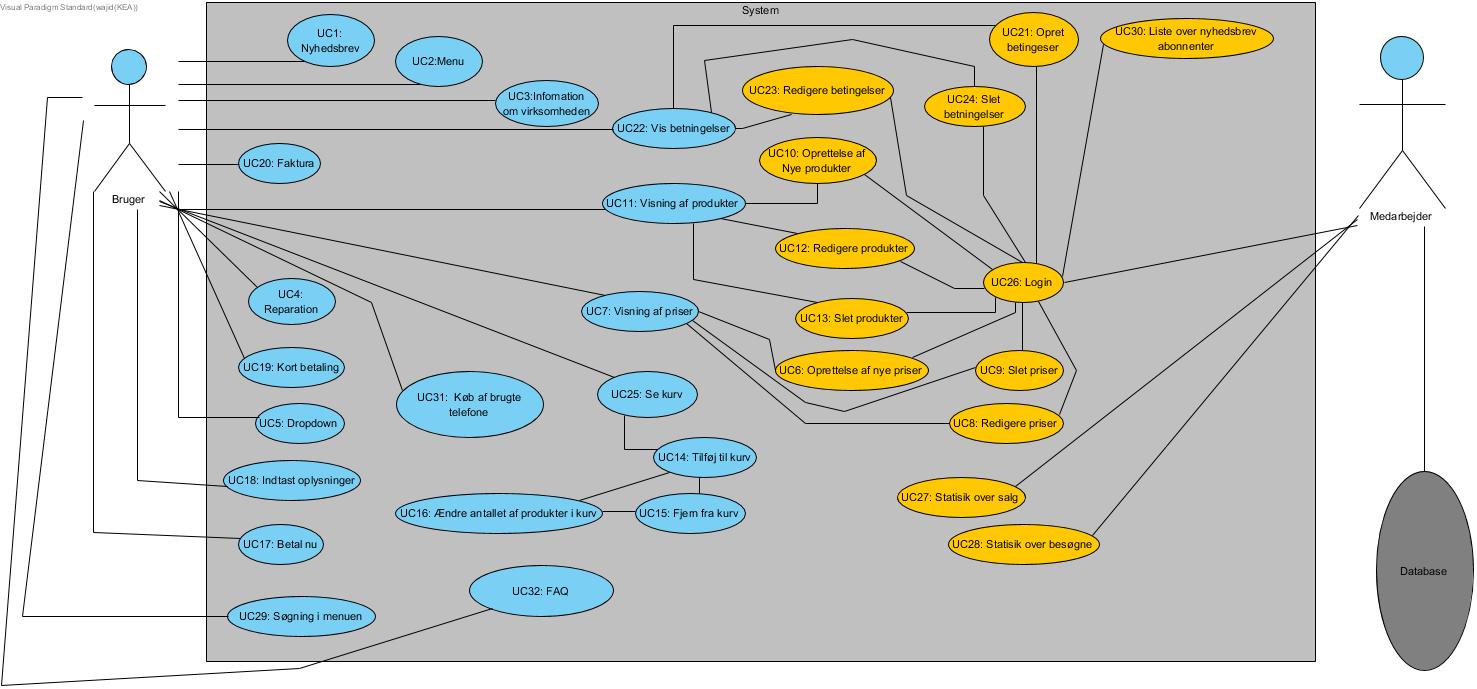 Visual Paradigm Standard(wajid(KEA))
System
UC1:
Nyhedsbrev
UC2:Menu
UC3:Infomation
om virksomheden
UC21: Opret
betingeser
UC30: Liste over nyhedsbrev
abonnenter
UC23: Redigere betingelser
UC24: Slet
betningelser
UC22: Vis betningelser
UC20: Faktura
UC10: Oprettelse af
Nye produkter
Bruger
UC11: Visning af produkter
Medarbejder
UC12: Redigere produkter
UC26: Login
UC4:
Reparation
UC7: Visning af priser
UC13: Slet produkter
UC19: Kort betaling
UC6: Oprettelse af nye priser
UC9: Slet priser
UC31: Køb af brugte
telefone
UC25: Se kurv
UC5: Dropdown
UC8: Redigere priser
UC14: Tilføj til kurv
UC18: Indtast oplysninger
UC27: Statisik over salg
UC16: Ændre antallet af produkter i kurv
UC15: Fjern fra kurv
UC17: Betal nu
UC28: Statisik over besøgne
Database
UC32: FAQ
UC29: Søgning i menuen